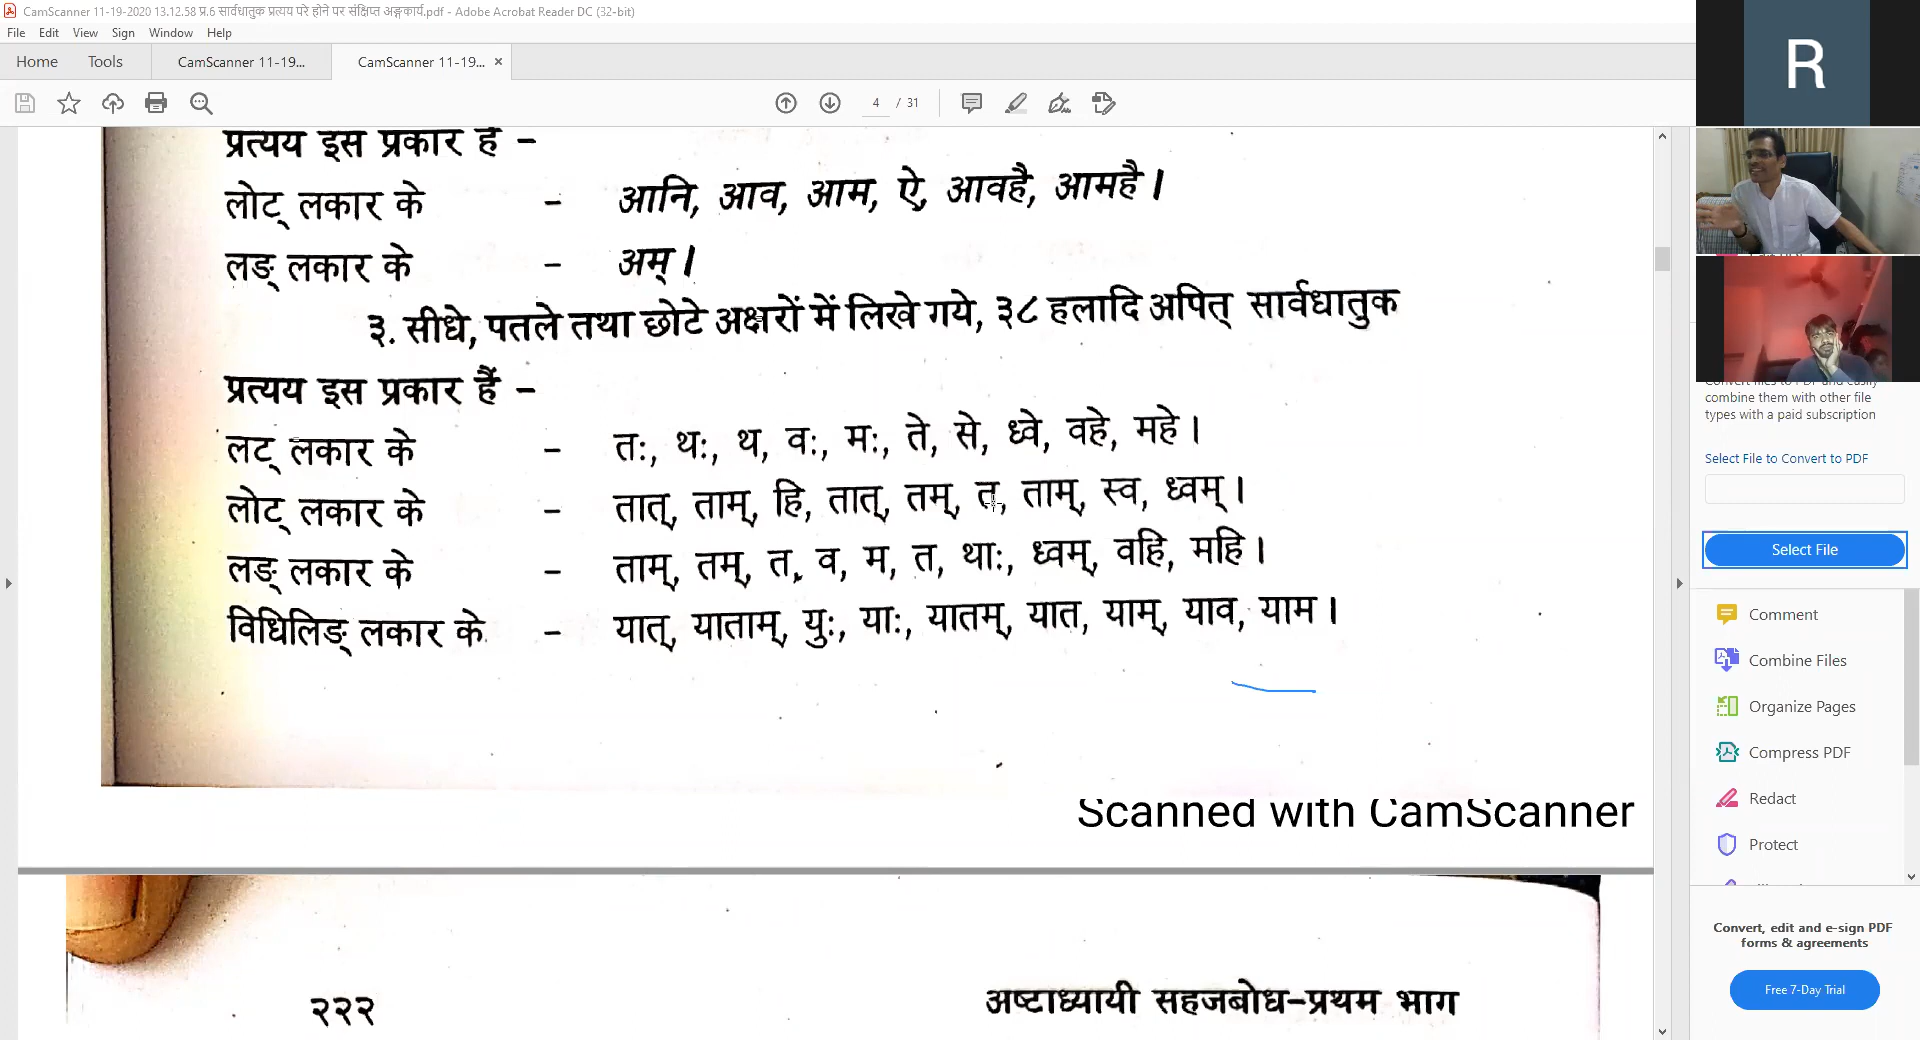 CamScanner 11-19-2020 13.12.58 प्र.6 सार्वधातुक प्रत्यय परे होने पर संक्षिप्त अङ्गकार्य.pdf - Adobe Acrobat Reader DC (32-bit)
File Edit View Sign Window Help
Home Tools CamScanner 11-19... CamScanner 11-19... ×
4 / 31
R
प्रत्यय इस प्रकार हैं -
लोट् लकार के - आनि, आव, आम, ऐ, आवहै, आमहै।
लङ् लकार के - अम्।
३. सीधे, पतले तथा छोटे अक्षरों में लिखे गये, ३८ हलादि अपित् सार्वधातुक
प्रत्यय इस प्रकार हैं -
लट् लकार के - तः, थः, थ, वः, मः, ते, से, ध्वे, वहे, महे।
लोट् लकार के - तात्, ताम्, हि, तात्, तम्, त, ताम्, स्व, ध्वम्।
लङ् लकार के - ताम्, तम्, त, व, म, त, थाः, ध्वम्, वहि, महि।
विधिलिङ् लकार के - यात्, याताम्, युः, याः, यातम्, यात, याम्, याव, याम।
Scanned with CamScanner
२२२ अष्टाध्यायी सहजबोध-प्रथम भाग
Convert files to PDF and easily
combine them with other file
types with a paid subscription
Select File to Convert to PDF
Select File
Comment
Combine Files
Organize Pages
Compress PDF
Redact
Protect
Convert, edit and e-sign PDF
forms & agreements
Free 7-Day Trial